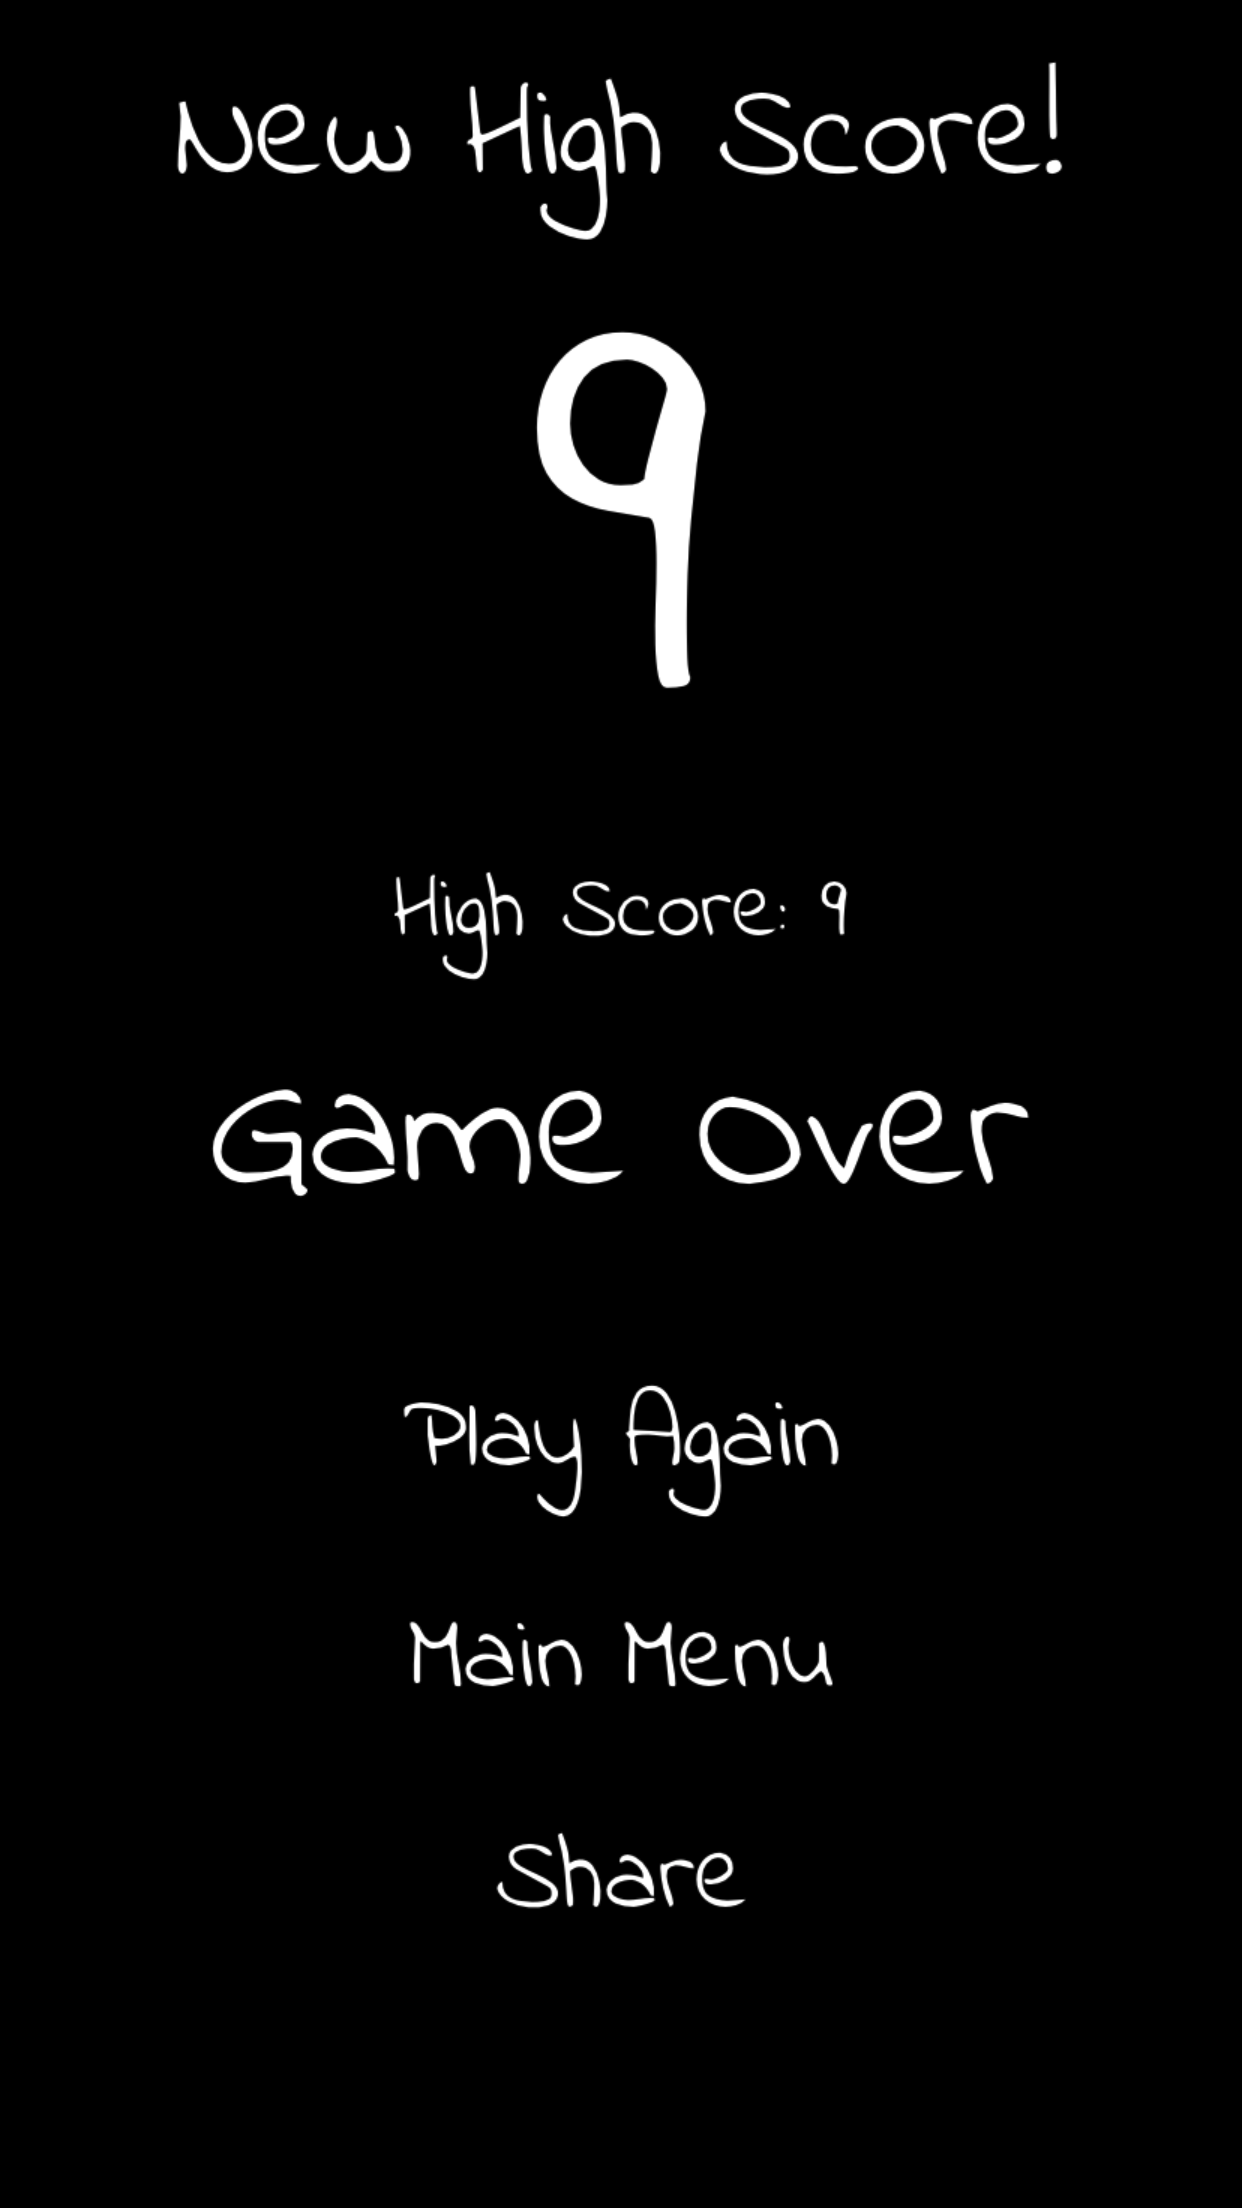 New High Score!
9
High Score: 9
Game Over
Play Again
Main Menu
Share